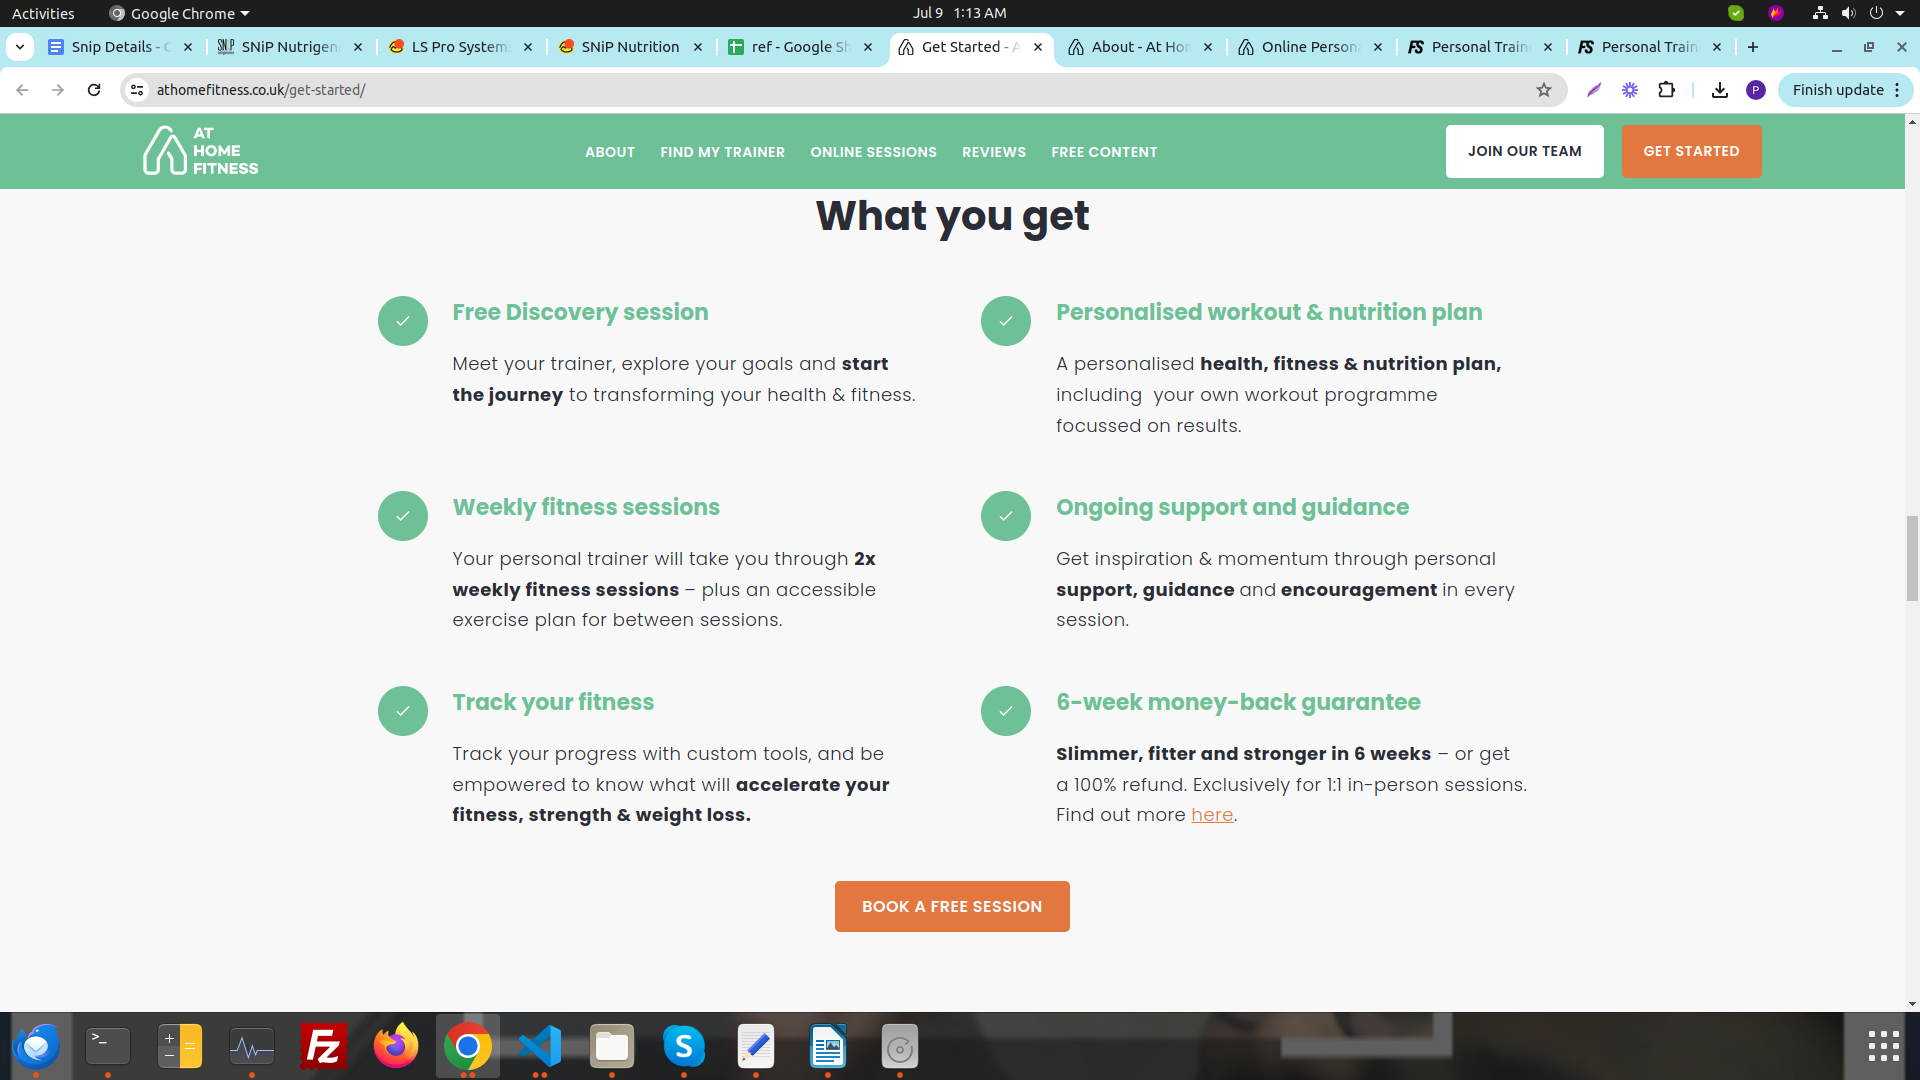 Activities
Google Chrome
Jul 9 1:13 AM
Snip Details -
SNiP Nutrigen
LS Pro System
SNiP Nutrition
ref - Google Sh
Get Started -
About - At Ho
Online Persona
Personal Train
Personal Train
athomefitness.co.uk/get-started/
P
Finish update
AT
HOME
FITNESS
ABOUT
FIND MY TRAINER
ONLINE SESSIONS
REVIEWS
FREE CONTENT
JOIN OUR TEAM
GET STARTED
What you get
Free Discovery session
Meet your trainer, explore your goals and start
the journey to transforming your health & fitness.
Personalised workout & nutrition plan
A personalised health, fitness & nutrition plan,
including your own workout programme
focussed on results.
Weekly fitness sessions
Your personal trainer will take you through 2x
weekly fitness sessions – plus an accessible
exercise plan for between sessions.
Ongoing support and guidance
Get inspiration & momentum through personal
support, guidance and encouragement in every
session.
Track your fitness
Track your progress with custom tools, and be
empowered to know what will accelerate your
fitness, strength & weight loss.
6-week money-back guarantee
Slimmer, fitter and stronger in 6 weeks – or get
a 100% refund. Exclusively for 1:1 in-person sessions.
Find out more here.
BOOK A FREE SESSION